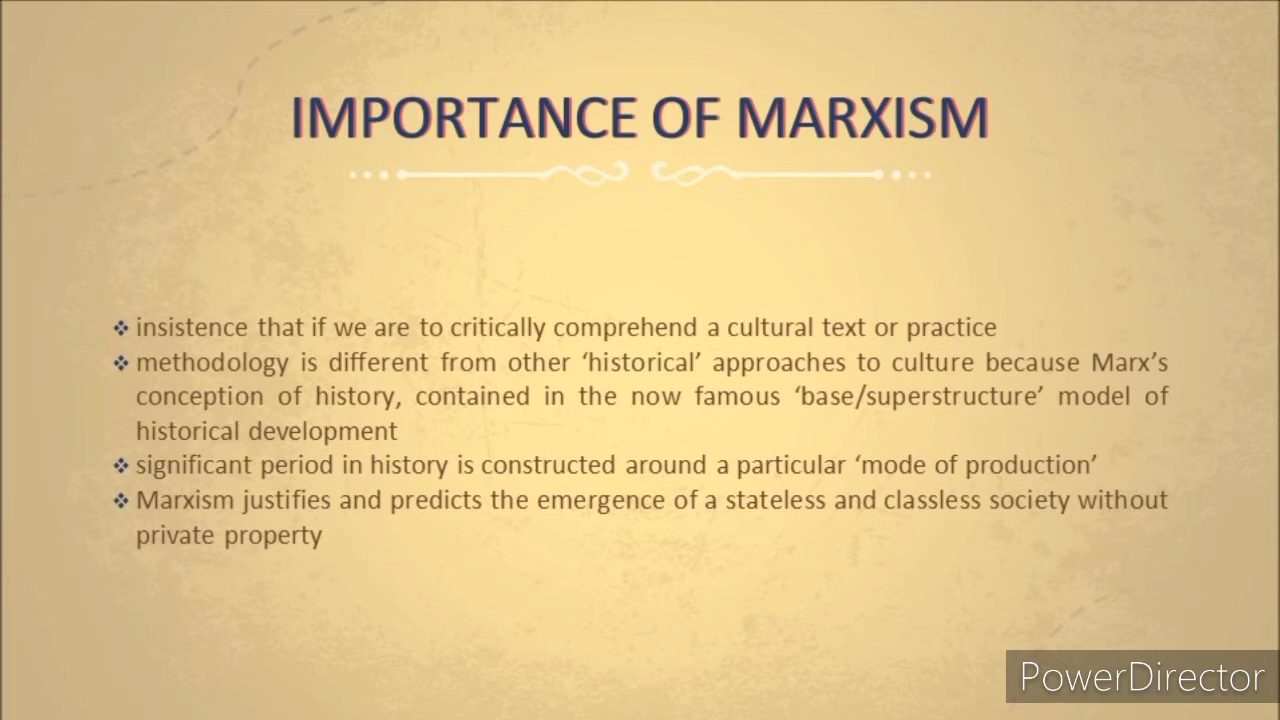 IMPORTANCE OF MARXISM
❖ insistence that if we are to critically comprehend a cultural text or practice
❖ methodology is different from other ‘historical’ approaches to culture because Marx’s
conception of history, contained in the now famous ‘base/superstructure’ model of
historical development
❖ significant period in history is constructed around a particular ‘mode of production’
❖ Marxism justifies and predicts the emergence of a stateless and classless society without
private property
PowerDirector